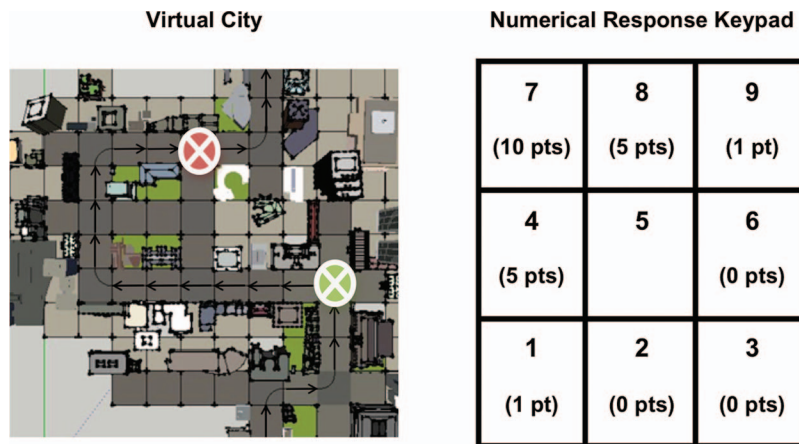 Virtual City
Numerical Response Keypad
7
8
9
(10 pts)
(5 pts)
(1 pt)
4
5
6
(5 pts)
(0 pts)
1
2
3
(1 pt)
(0 pts)
(0 pts)